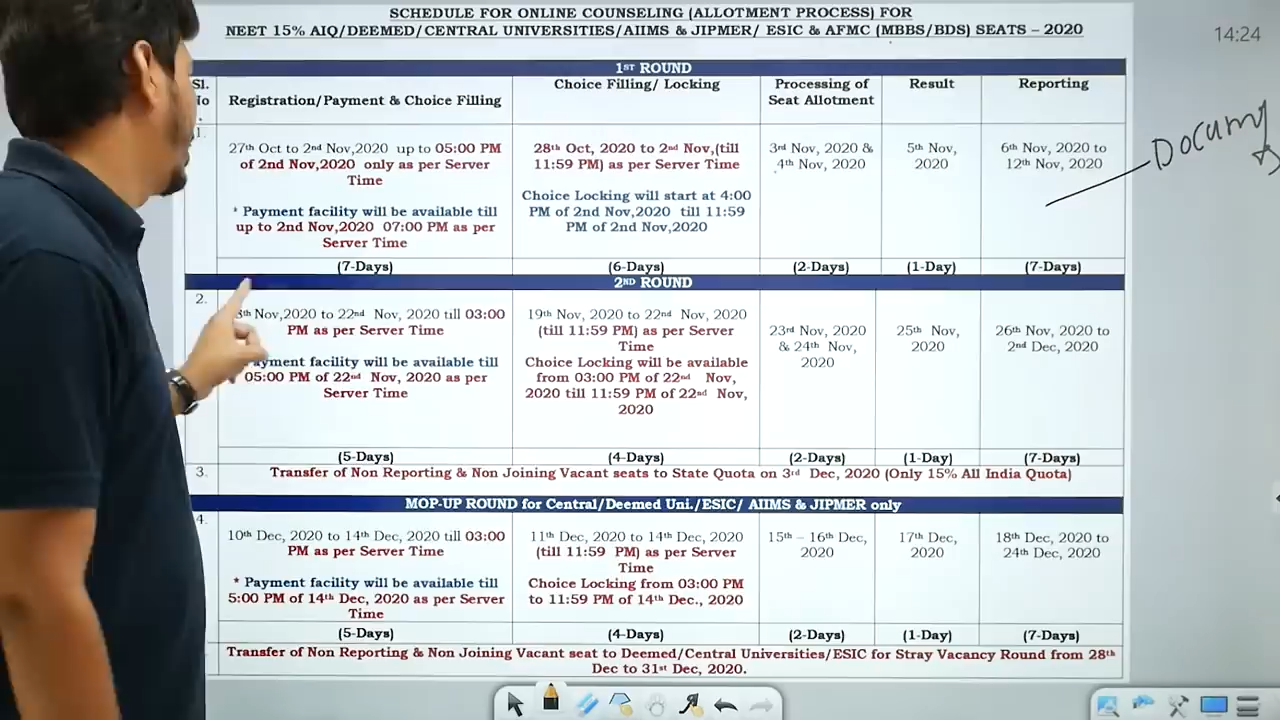 SCHEDULE FOR ONLINE COUNSELING (ALLOTMENT PROCESS) FOR
NEET 15% AIQ/DEEMED/CENTRAL UNIVERSITIES/AIIMS & JIPMER/ ESIC & AFMC (MBBS/BDS) SEATS – 2020
14:24
1ST ROUND
Sl.
No
.
Registration/Payment & Choice Filling
Choice Filling/ Locking
Processing of
Seat Allotment
Result
Reporting
1.
27th Oct to 2nd Nov,2020 up to 05:00 PM
of 2nd Nov,2020 only as per Server
Time
* Payment facility will be available till
up to 2nd Nov,2020 07:00 PM as per
Server Time
(7-Days)
28th Oct, 2020 to 2nd Nov,(till
11:59 PM) as per Server Time
Choice Locking will start at 4:00
PM of 2nd Nov,2020 till 11:59
PM of 2nd Nov,2020
(6-Days)
3rd Nov, 2020 &
4th Nov, 2020
(2-Days)
5th Nov,
2020
(1-Day)
6th Nov, 2020 to
12th Nov, 2020
(7-Days)
2ND ROUND
2.
Nov,2020 to 22nd Nov, 2020 till 03:00
PM as per Server Time
facility will be available till
05:00 PM of 22nd Nov, 2020 as per
Server Time
(5-Days)
19th Nov, 2020 to 22nd Nov, 2020
(till 11:59 PM) as per Server
Time
Choice Locking will be available
from 03:00 PM of 22nd Nov,
2020 till 11:59 PM of 22nd Nov,
2020
(4-Days)
23rd Nov, 2020
& 24th Nov,
2020
(2-Days)
25th Nov,
2020
(1-Day)
26th Nov, 2020 to
2nd Dec, 2020
(7-Days)
3.
Transfer of Non Reporting & Non Joining Vacant seats to State Quota on 3rd Dec, 2020 (Only 15% All India Quota)
MOP-UP ROUND for Central/Deemed Uni./ESIC/ AIIMS & JIPMER only
4.
10th Dec, 2020 to 14th Dec, 2020 till 03:00
PM as per Server Time
* Payment facility will be available till
5:00 PM of 14th Dec, 2020 as per Server
Time
(5-Days)
11th Dec, 2020 to 14th Dec, 2020
(till 11:59 PM) as per Server
Time
Choice Locking from 03:00 PM
to 11:59 PM of 14th Dec., 2020
(4-Days)
15th – 16th Dec,
2020
(2-Days)
17th Dec,
2020
(1-Day)
18th Dec, 2020 to
24th Dec, 2020
(7-Days)
Transfer of Non Reporting & Non Joining Vacant seat to Deemed/Central Universities/ESIC for Stray Vacancy Round from 28th
Dec to 31st Dec, 2020.